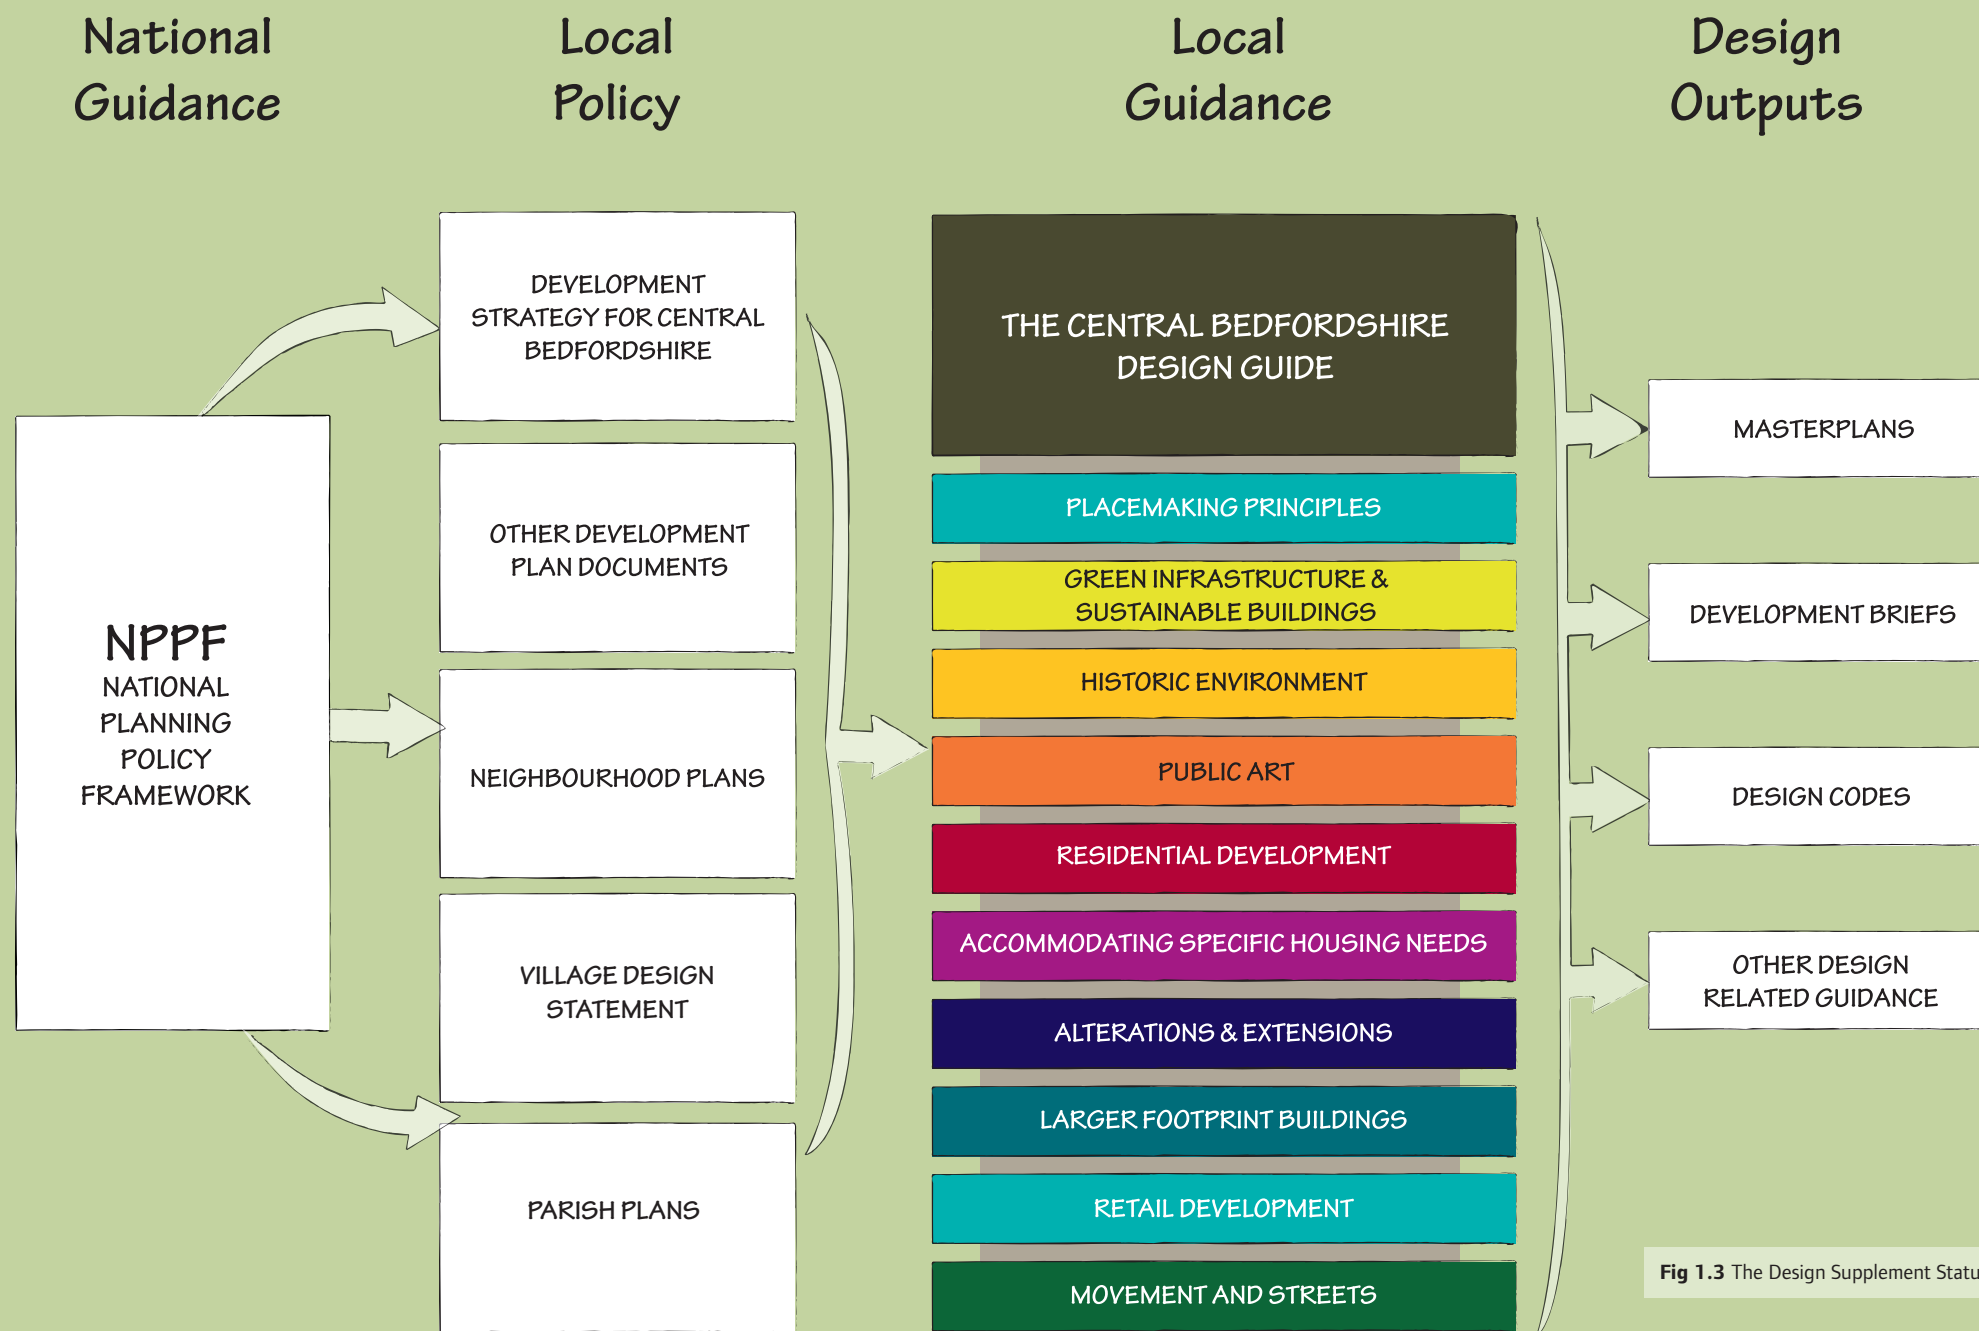 National
Guidance
Local
Policy
Local
Guidance
Design
Outputs
NPPF
NATIONAL
PLANNING
POLICY
FRAMEWORK
DEVELOPMENT
STRATEGY FOR CENTRAL
BEDFORDSHIRE
OTHER DEVELOPMENT
PLAN DOCUMENTS
NEIGHBOURHOOD PLANS
VILLAGE DESIGN
STATEMENT
PARISH PLANS
THE CENTRAL BEDFORDSHIRE
DESIGN GUIDE
PLACEMAKING PRINCIPLES
GREEN INFRASTRUCTURE &
SUSTAINABLE BUILDINGS
HISTORIC ENVIRONMENT
PUBLIC ART
RESIDENTIAL DEVELOPMENT
ACCOMMODATING SPECIFIC HOUSING NEEDS
ALTERATIONS & EXTENSIONS
LARGER FOOTPRINT BUILDINGS
RETAIL DEVELOPMENT
MOVEMENT AND STREETS
MASTERPLANS
DEVELOPMENT BRIEFS
DESIGN CODES
OTHER DESIGN
RELATED GUIDANCE
Fig 1.3 The Design Supplement Statu